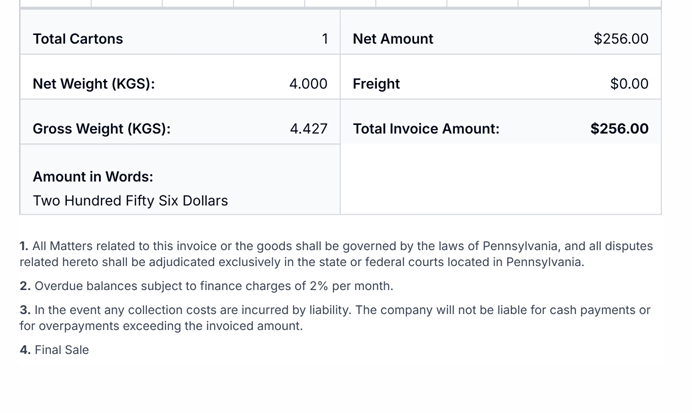 Total Cartons 1 Net Amount $256.00
Net Weight (KGS): 4.000 Freight $0.00
Gross Weight (KGS): 4.427 Total Invoice Amount: $256.00
Amount in Words:
Two Hundred Fifty Six Dollars
1. All Matters related to this invoice or the goods shall be governed by the laws of Pennsylvania, and all disputes
related hereto shall be adjudicated exclusively in the state or federal courts located in Pennsylvania.
2. Overdue balances subject to finance charges of 2% per month.
3. In the event any collection costs are incurred by liability. The company will not be liable for cash payments or
for overpayments exceeding the invoiced amount.
4. Final Sale